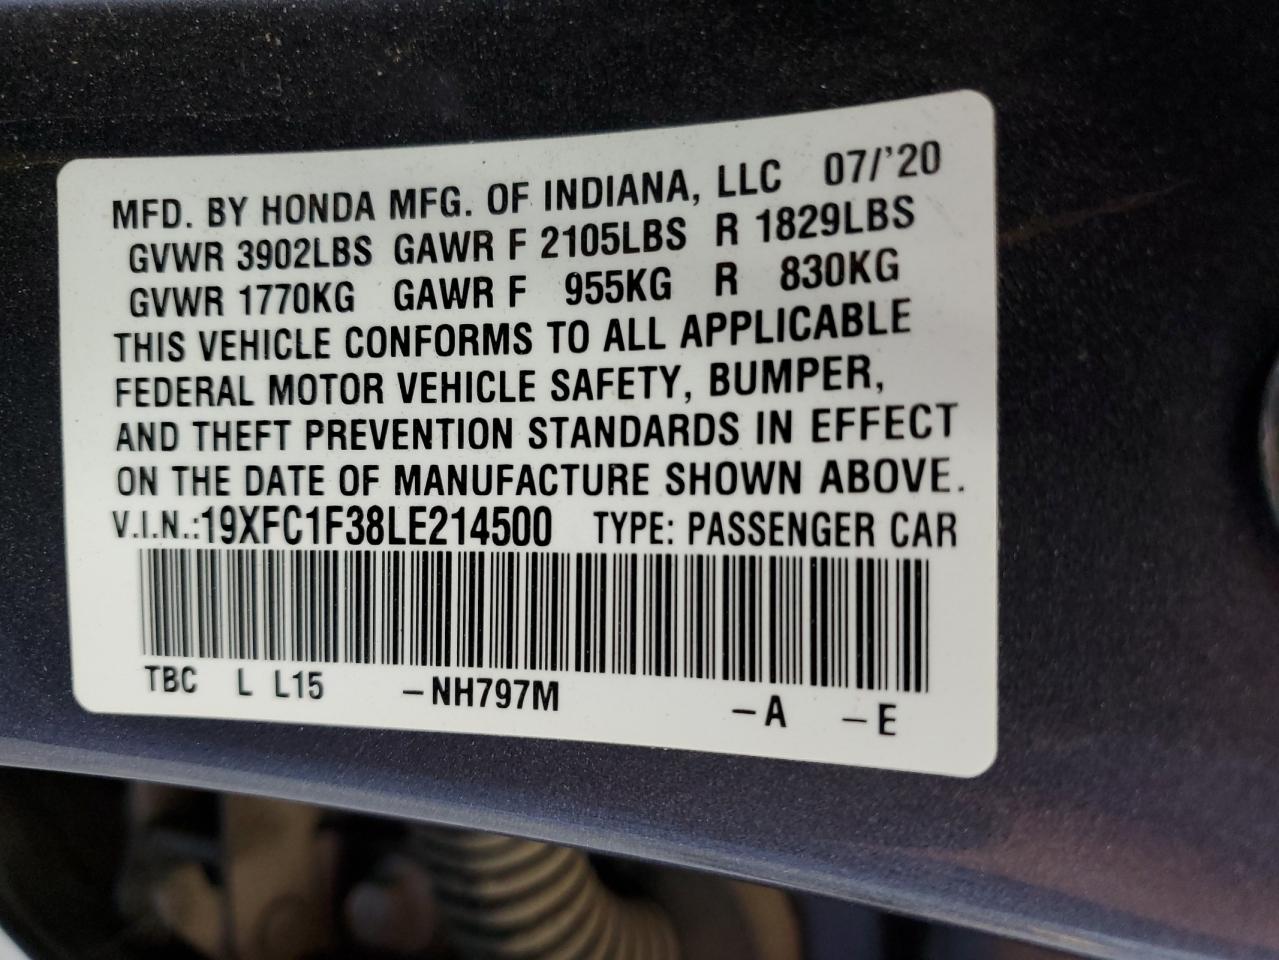 MFD. BY HONDA MFG. OF INDIANA, LLC 07/'20
GVWR 3902LBS GAWR F 2105LBS R 1829LBS
GVWR 1770KG GAWR F 955KG R 830KG
THIS VEHICLE CONFORMS TO ALL APPLICABLE
FEDERAL MOTOR VEHICLE SAFETY, BUMPER,
AND THEFT PREVENTION STANDARDS IN EFFECT
ON THE DATE OF MANUFACTURE SHOWN ABOVE.
V.I.N.:19XFC1F38LE214500 TYPE: PASSENGER CAR
TBC L L15 –NH797M –A –E